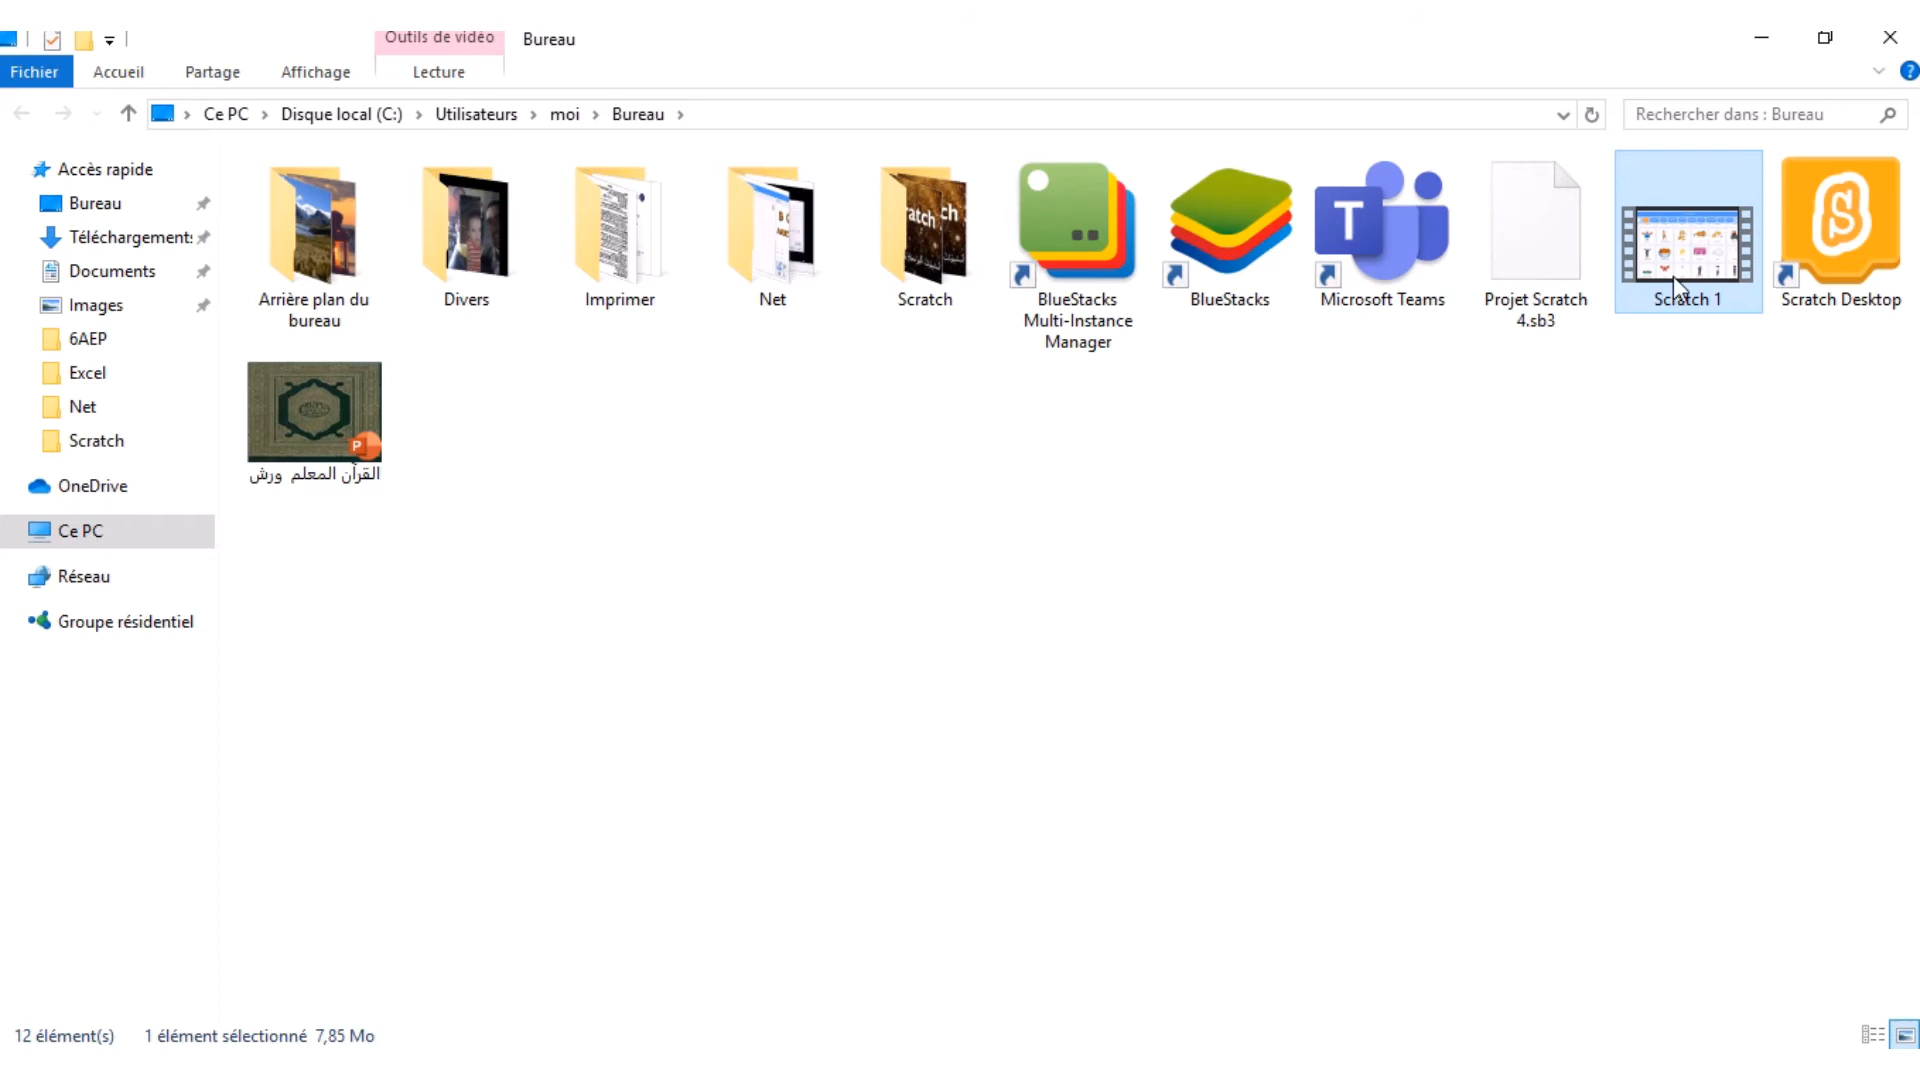 Outils de vidéo
Bureau
Fichier
Accueil
Partage
Affichage
Lecture
Ce PC
Disque local (C:)
Utilisateurs
moi
Bureau
Rechercher dans : Bureau
Accès rapide
Bureau
Téléchargement
Documents
Images
6AEP
Excel
Net
Scratch
OneDrive
Ce PC
Réseau
Groupe résidentiel
Arrière plan du
bureau
Divers
Imprimer
Net
Scratch
BlueStacks
Multi-Instance
Manager
BlueStacks
Microsoft Teams
Projet Scratch
4.sb3
Scratch 1
Scratch Desktop
القرآن المعلم ورش
12 élément(s)
1 élément sélectionné 7,85 Mo